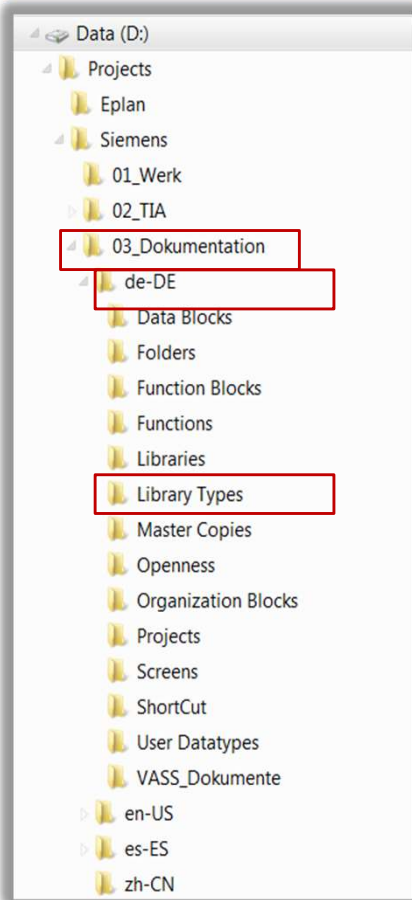 Data (D:)
Projects
Eplan
Siemens
01_Werk
02_TIA
03_Dokumentation
de-DE
Data Blocks
Folders
Function Blocks
Functions
Libraries
Library Types
Master Copies
Openness
Organization Blocks
Projects
Screens
ShortCut
User Datatypes
VASS_Dokumente
en-US
es-ES
zh-CN